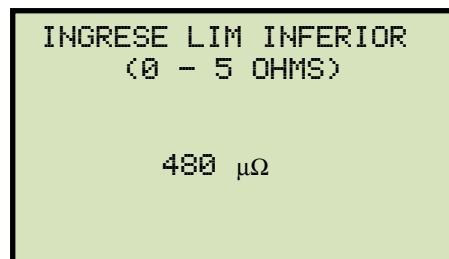 INGRESE LIM INFERIOR
(0 - 5 OHMS)
480 μΩ